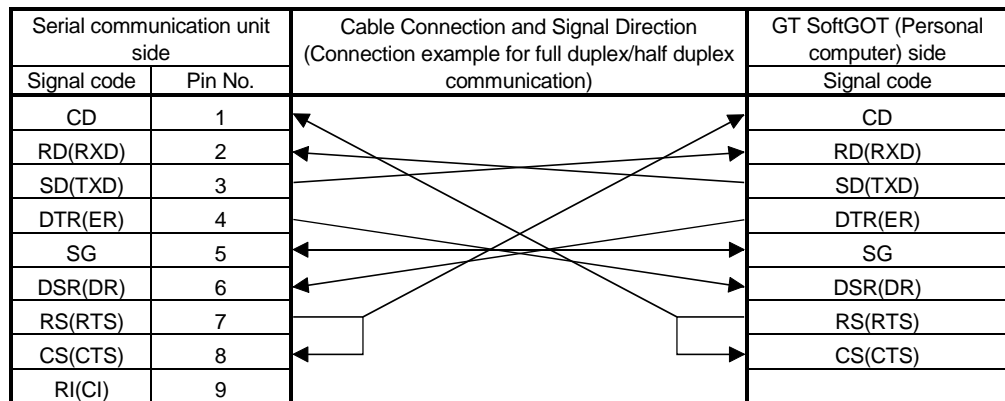 Serial communication unit side
Cable Connection and Signal Direction (Connection example for full duplex/half duplex communication)
GT SoftGOT (Personal computer) side
Signal code Pin No. Signal code
CD 1 CD
RD(RXD) 2 RD(RXD)
SD(TXD) 3 SD(TXD)
DTR(ER) 4 DTR(ER)
SG 5 SG
DSR(DR) 6 DSR(DR)
RS(RTS) 7 RS(RTS)
CS(CTS) 8 CS(CTS)
RI(CI) 9